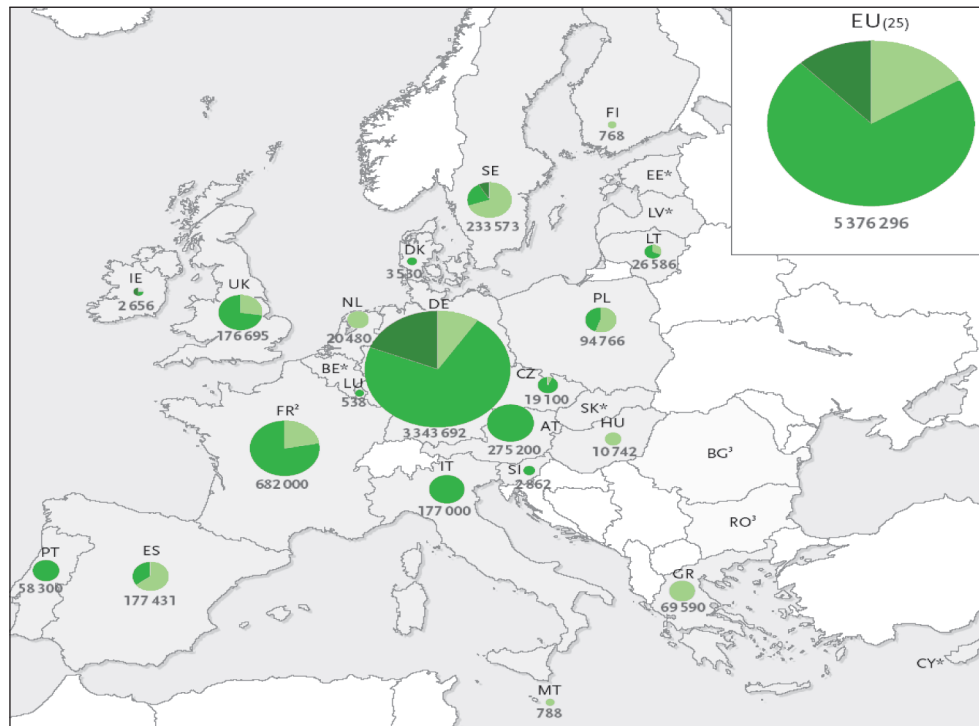 EU(25)
5 376 296
FI
768
SE
233 573
EE*
LV*
LT
26 586
DK
3 530
IE
2 656
UK
176 695
NL
20 480
DE
3 343 692
PL
94 766
BE*
LU
538
CZ
19 100
SK*
FR²
682 000
AT
275 200
HU
10 742
BG³
SI
2 862
IT
177 000
RO³
PT
58 300
ES
177 431
GR
69 590
CY*
MT
788